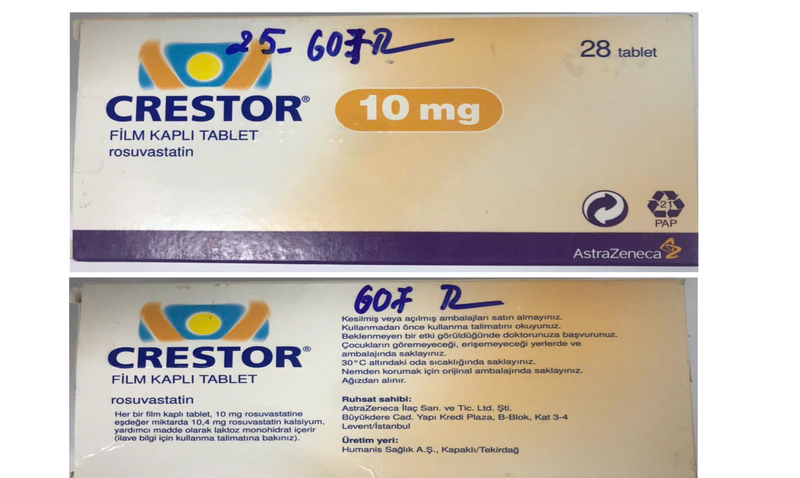 25- 607 R
28 tablet
CRESTOR®
10 mg
FİLM KAPLI TABLET
rosuvastatin
21
PAP
AstraZeneca
607 R
CRESTOR®
FİLM KAPLI TABLET
rosuvastatin
Her bir film kaplı tablet, 10 mg rosuvastatine
eşdeğer miktarda 10,4 mg rosuvastatin kalsiyum,
yardımcı madde olarak laktoz monohidrat içerir
(ilave bilgi için kullanma talimatına bakınız).
Kesilmiş veya açılmış ambalajları satın almayınız.
Kullanmadan önce kullanma talimatını okuyunuz.
Beklenmeyen bir etki görüldüğünde doktorunuza başvurunuz.
Çocukların göremeyeceği, erişemeyeceği yerlerde ve
ambalajında saklayınız.
30°C altındaki oda sıcaklığında saklayınız.
Nemden korumak için orijinal ambalajında saklayınız.
Ağızdan alınır.
Ruhsat sahibi:
AstraZeneca İlaç San. ve Tic. Ltd. Şti.
Büyükdere Cad. Yapı Kredi Plaza, B-Blok, Kat 3-4
Levent/İstanbul
Üretim yeri:
Humanis Sağlık A.Ş., Kapaklı/Tekirdağ